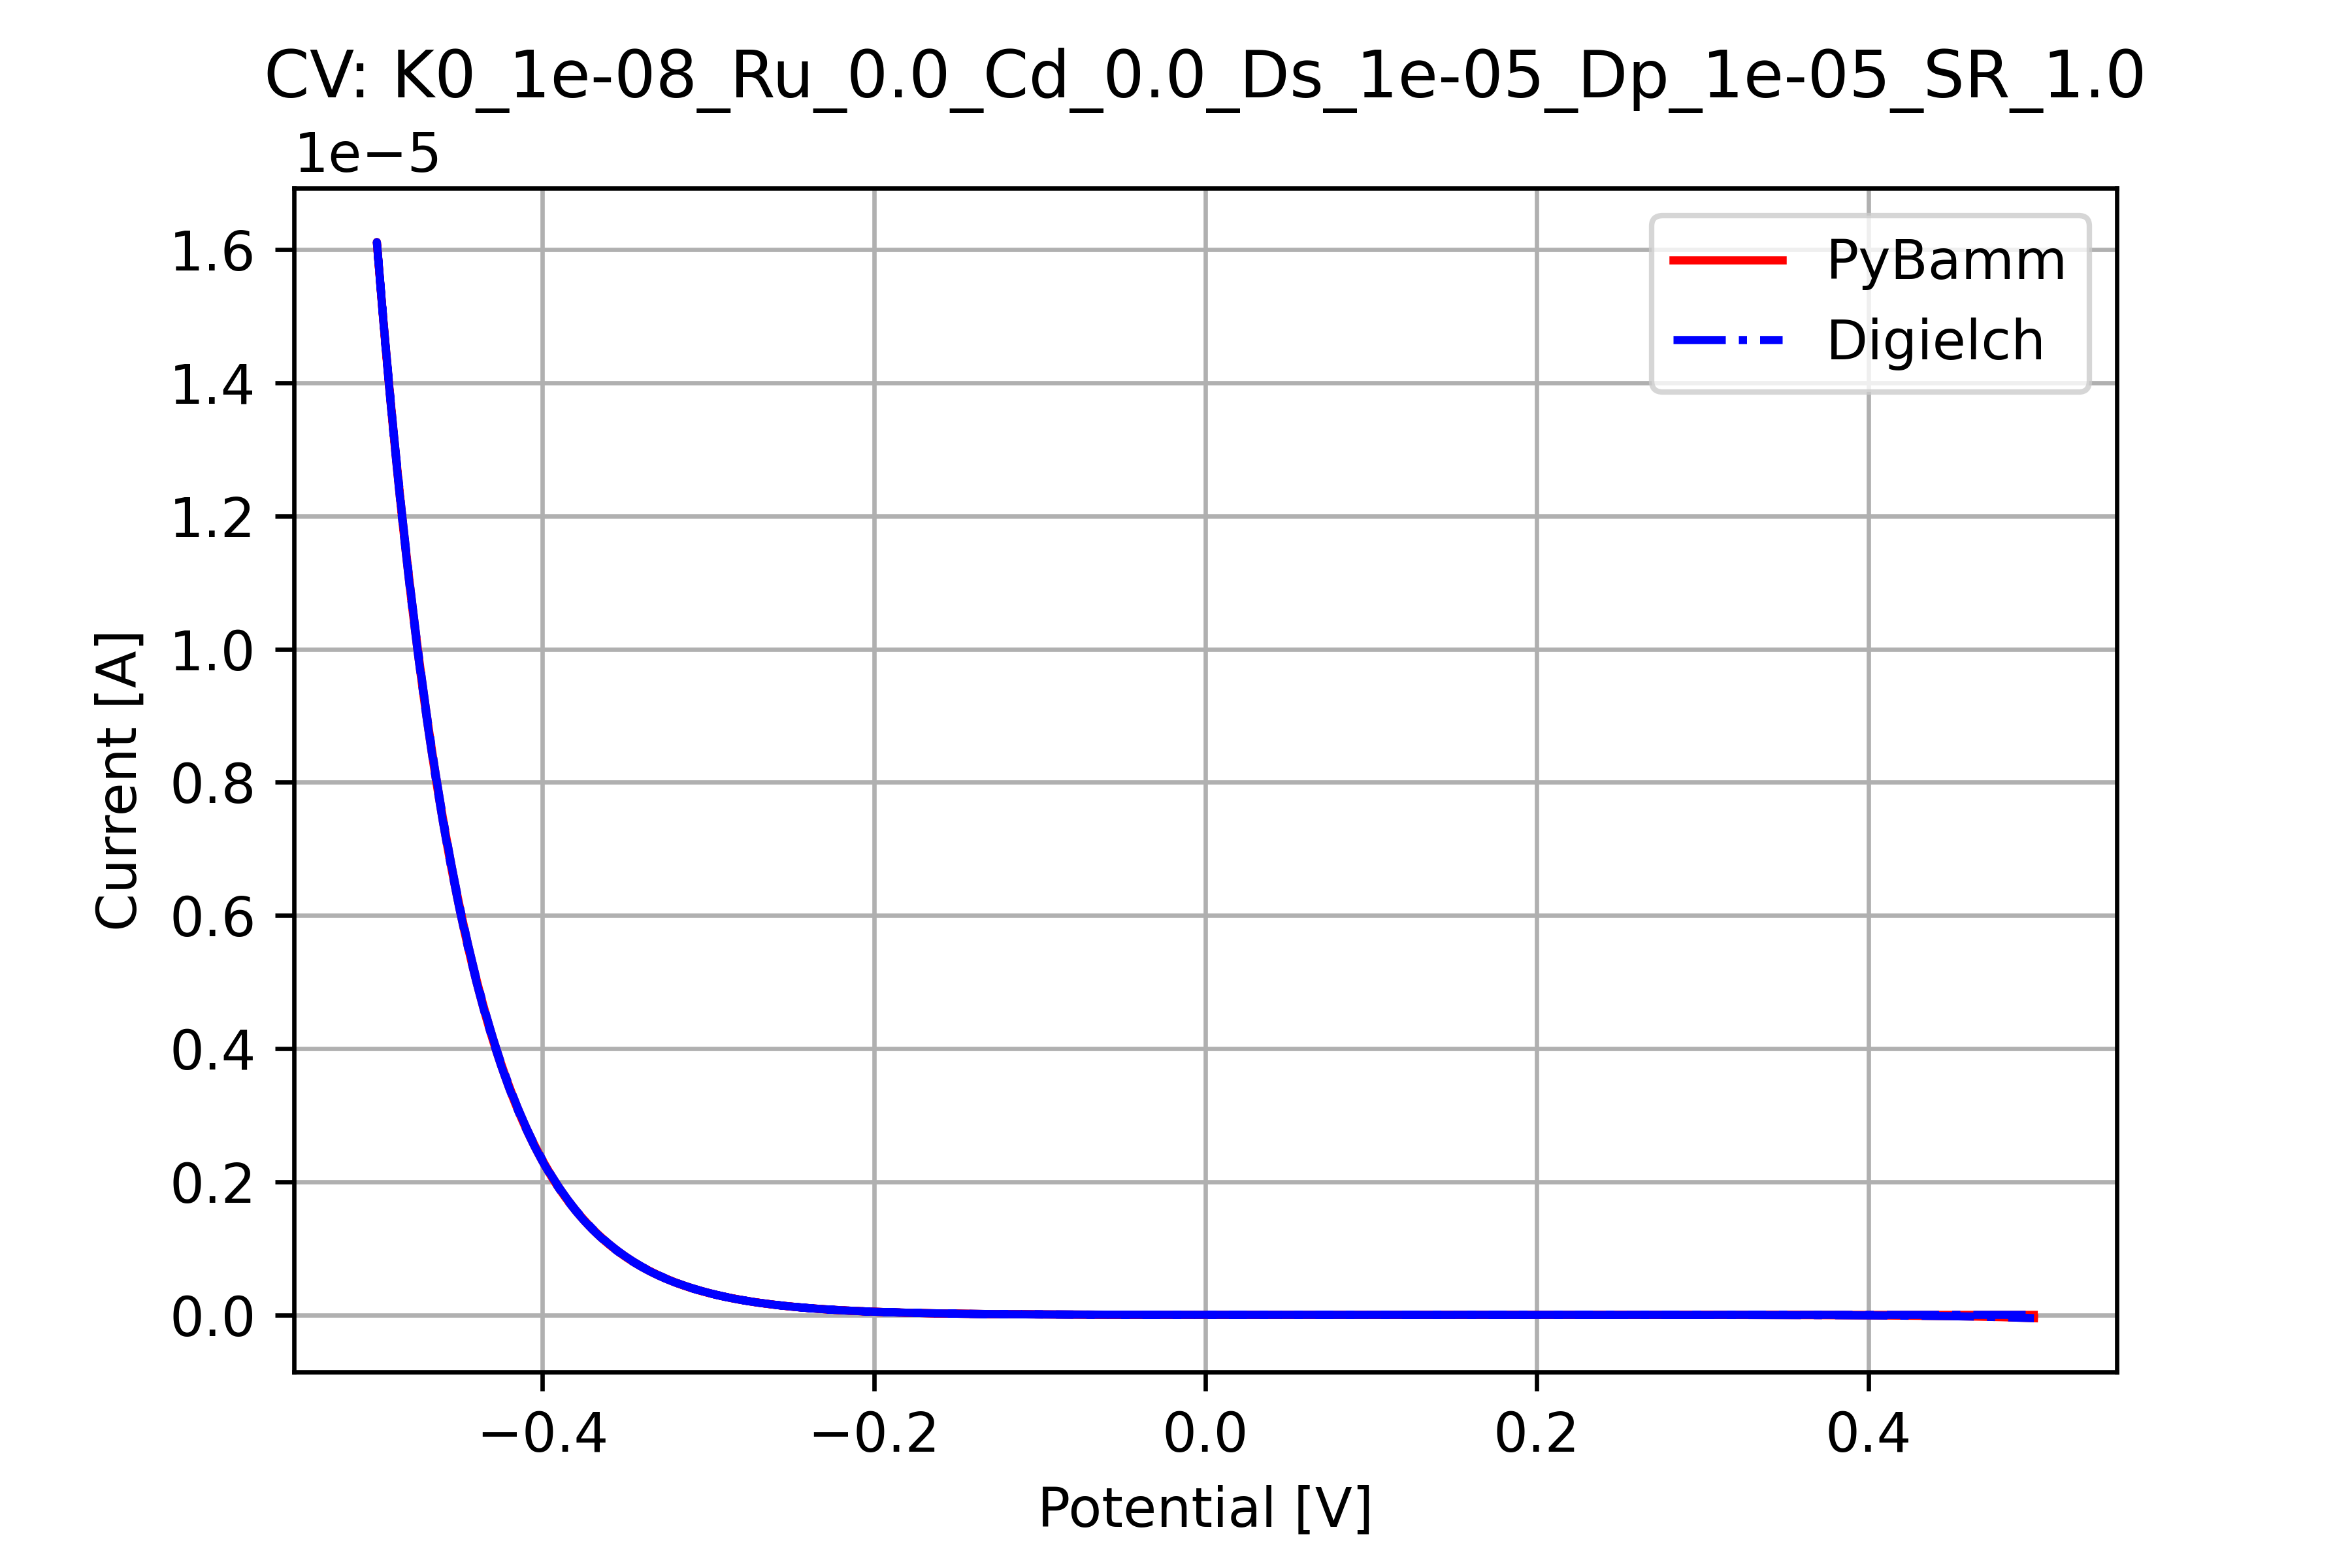 CV: K0_1e-08_Ru_0.0_Cd_0.0_Ds_1e-05_Dp_1e-05_SR_1.0
1e−5
PyBamm
Digielch
1.6
1.4
1.2
1.0
0.8
0.6
0.4
0.2
0.0
Current [A]
−0.4 −0.2 0.0 0.2 0.4
Potential [V]